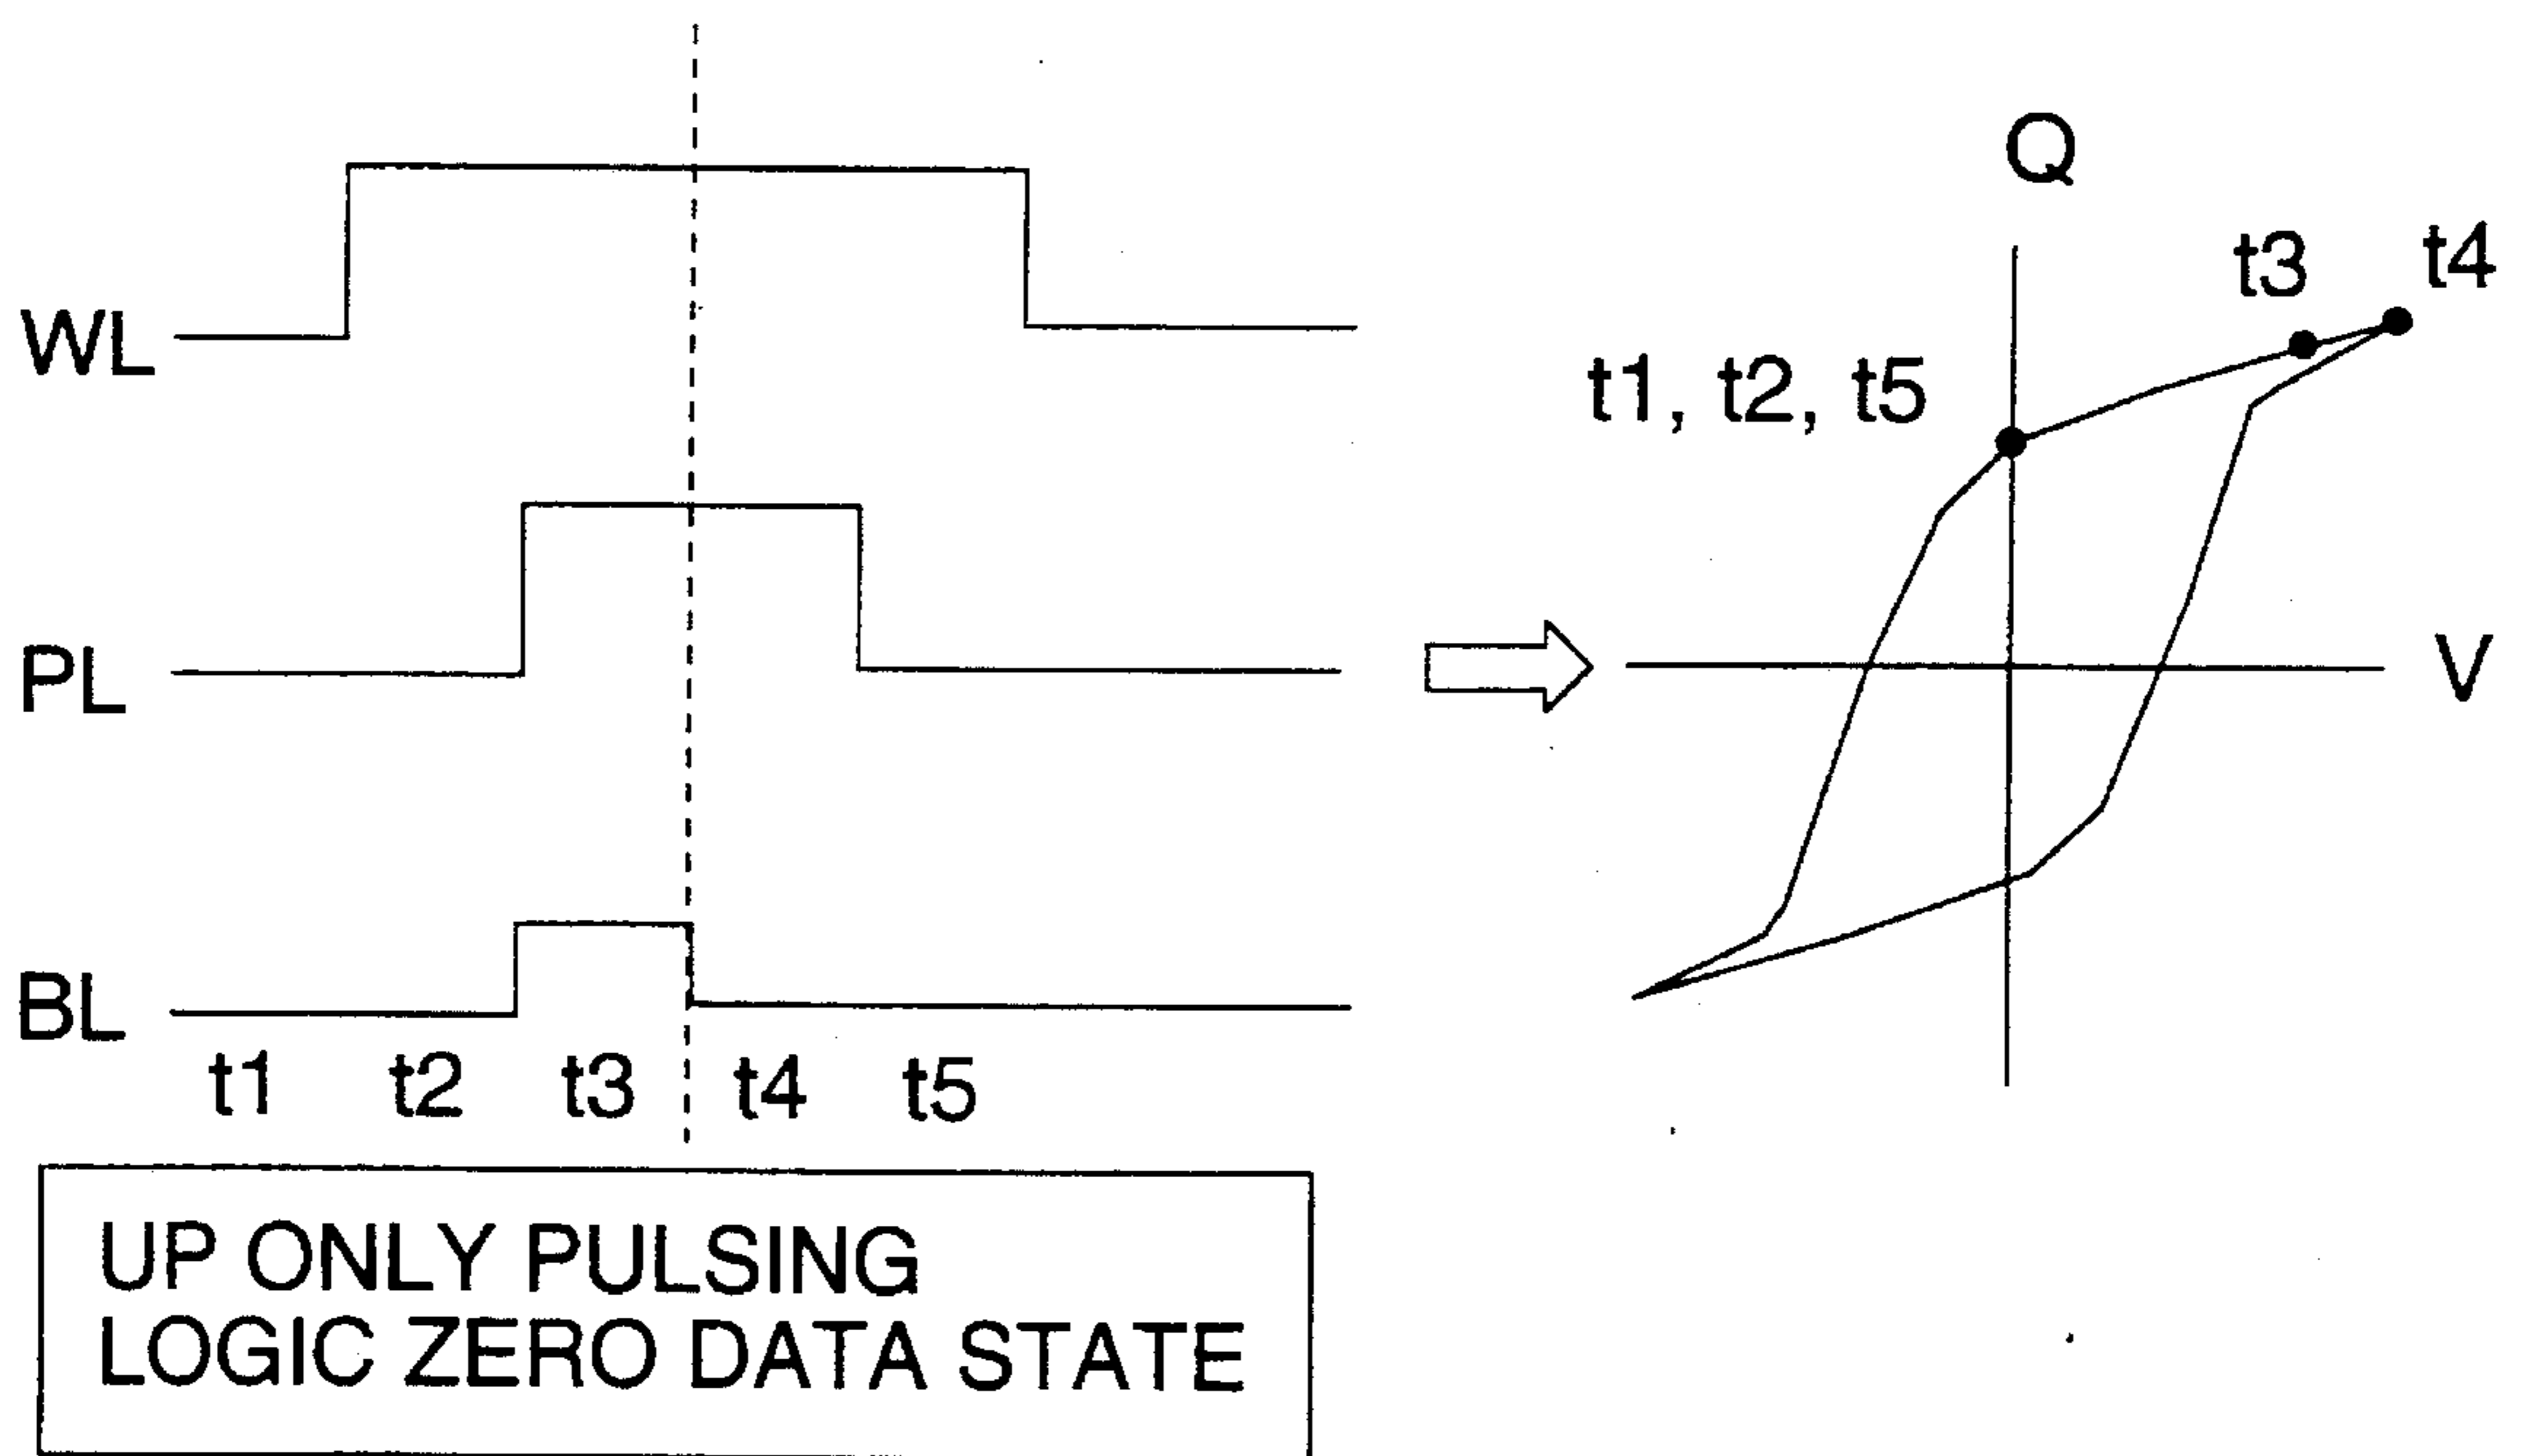 WL
PL
BL
t1 t2 t3 t4 t5
UP ONLY PULSING
LOGIC ZERO DATA STATE
Q
t3
t4
t1, t2, t5
V